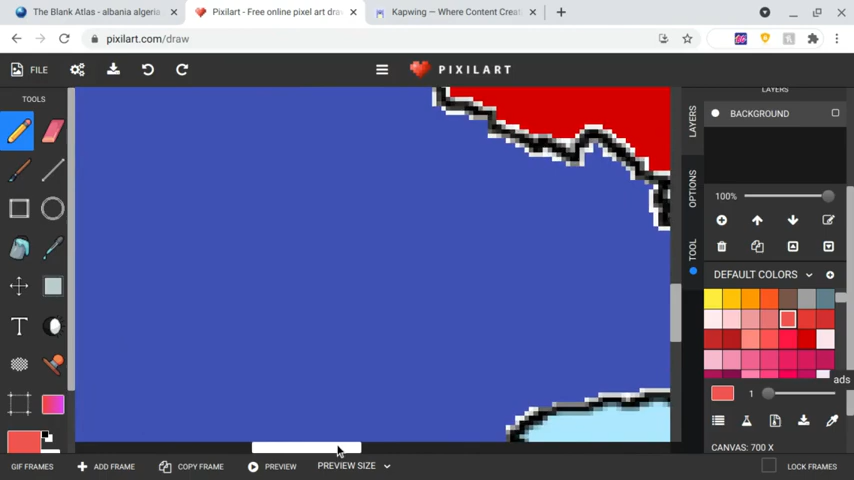 The Blank Atlas - albania algeria
Pixilart - Free online pixel art draw
Kapwing — Where Content Creat
pixilart.com/draw
FILE
PIXILART
TOOLS
LAYERS
BACKGROUND
LAYERS
100%
OPTIONS
TOOL
DEFAULT COLORS
ads
1
T
CANVAS: 700 X
GIF FRAMES
ADD FRAME
COPY FRAME
PREVIEW
PREVIEW SIZE
LOCK FRAMES